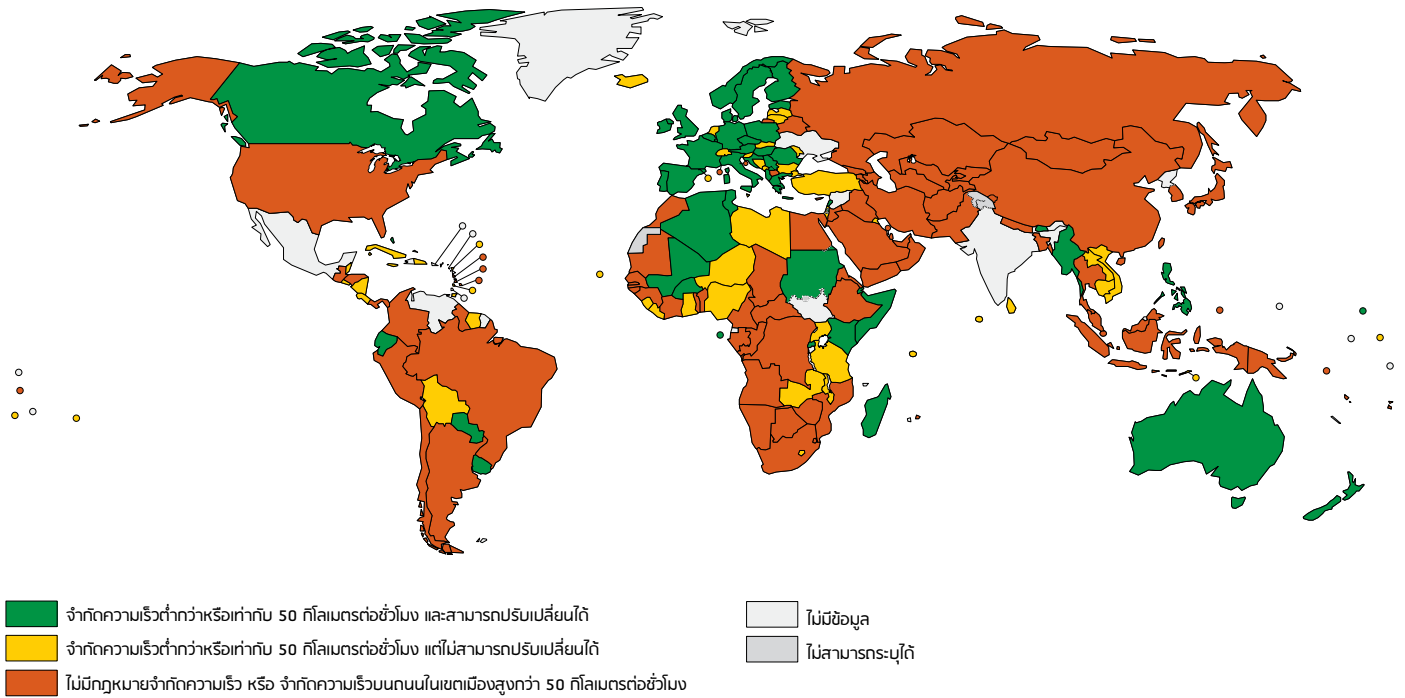 จำกัดความเร็วต่ำกว่าหรือเท่ากับ 50 กิโลเมตรต่อชั่วโมง และสามารถปรับเปลี่ยนได้
จำกัดความเร็วต่ำกว่าหรือเท่ากับ 50 กิโลเมตรต่อชั่วโมง แต่ไม่สามารถปรับเปลี่ยนได้
ไม่มีกฎหมายจำกัดความเร็ว หรือ จำกัดความเร็วบนถนนในเขตเมืองสูงกว่า 50 กิโลเมตรต่อชั่วโมง
ไม่มีข้อมูล
ไม่สามารถระบุได้